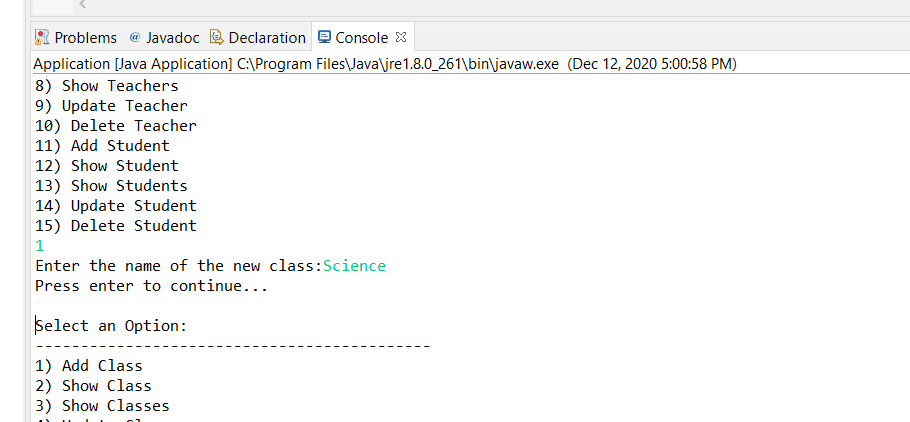 Problems @ Javadoc Declaration Console
Application [Java Application] C:\Program Files\Java\jre1.8.0_261\bin\javaw.exe (Dec 12, 2020 5:00:58 PM)
8) Show Teachers
9) Update Teacher
10) Delete Teacher
11) Add Student
12) Show Student
13) Show Students
14) Update Student
15) Delete Student
1
Enter the name of the new class:Science
Press enter to continue...
Select an Option:
--------------------------------------------
1) Add Class
2) Show Class
3) Show Classes